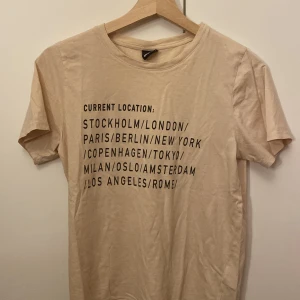 CURRENT LOCATION:
STOCKHOLM/LONDON/
PARIS/BERLIN/NEW YORK
/COPENHAGEN/TOKYO/
MILAN/OSLO/AMSTERDAM
/LOS ANGELES/ROME/